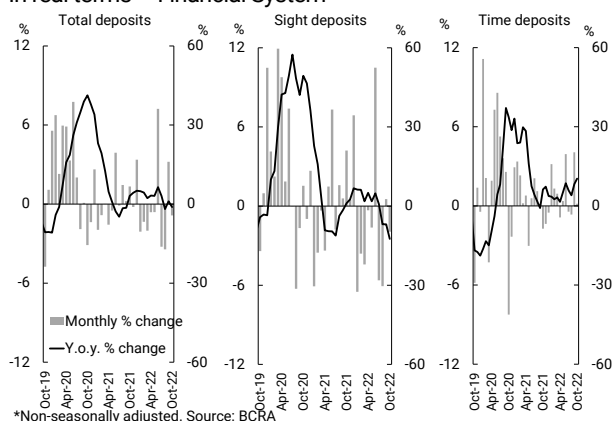 In real terms – Financial System
Total deposits
% %
12 60
6 30
0 0
-6 -30
-12 -60
Monthly % change
Y.o.y. % change
Oct-19
Apr-20
Oct-20
Apr-21
Oct-21
Apr-22
Oct-22
Sight deposits
% %
12 60
6 30
0 0
-6 -30
-12 -60
Oct-19
Apr-20
Oct-20
Apr-21
Oct-21
Apr-22
Oct-22
Time deposits
% %
12 60
6 30
0 0
-6 -30
-12 -60
Oct-19
Apr-20
Oct-20
Apr-21
Oct-21
Apr-22
Oct-22
*Non-seasonally adjusted. Source: BCRA